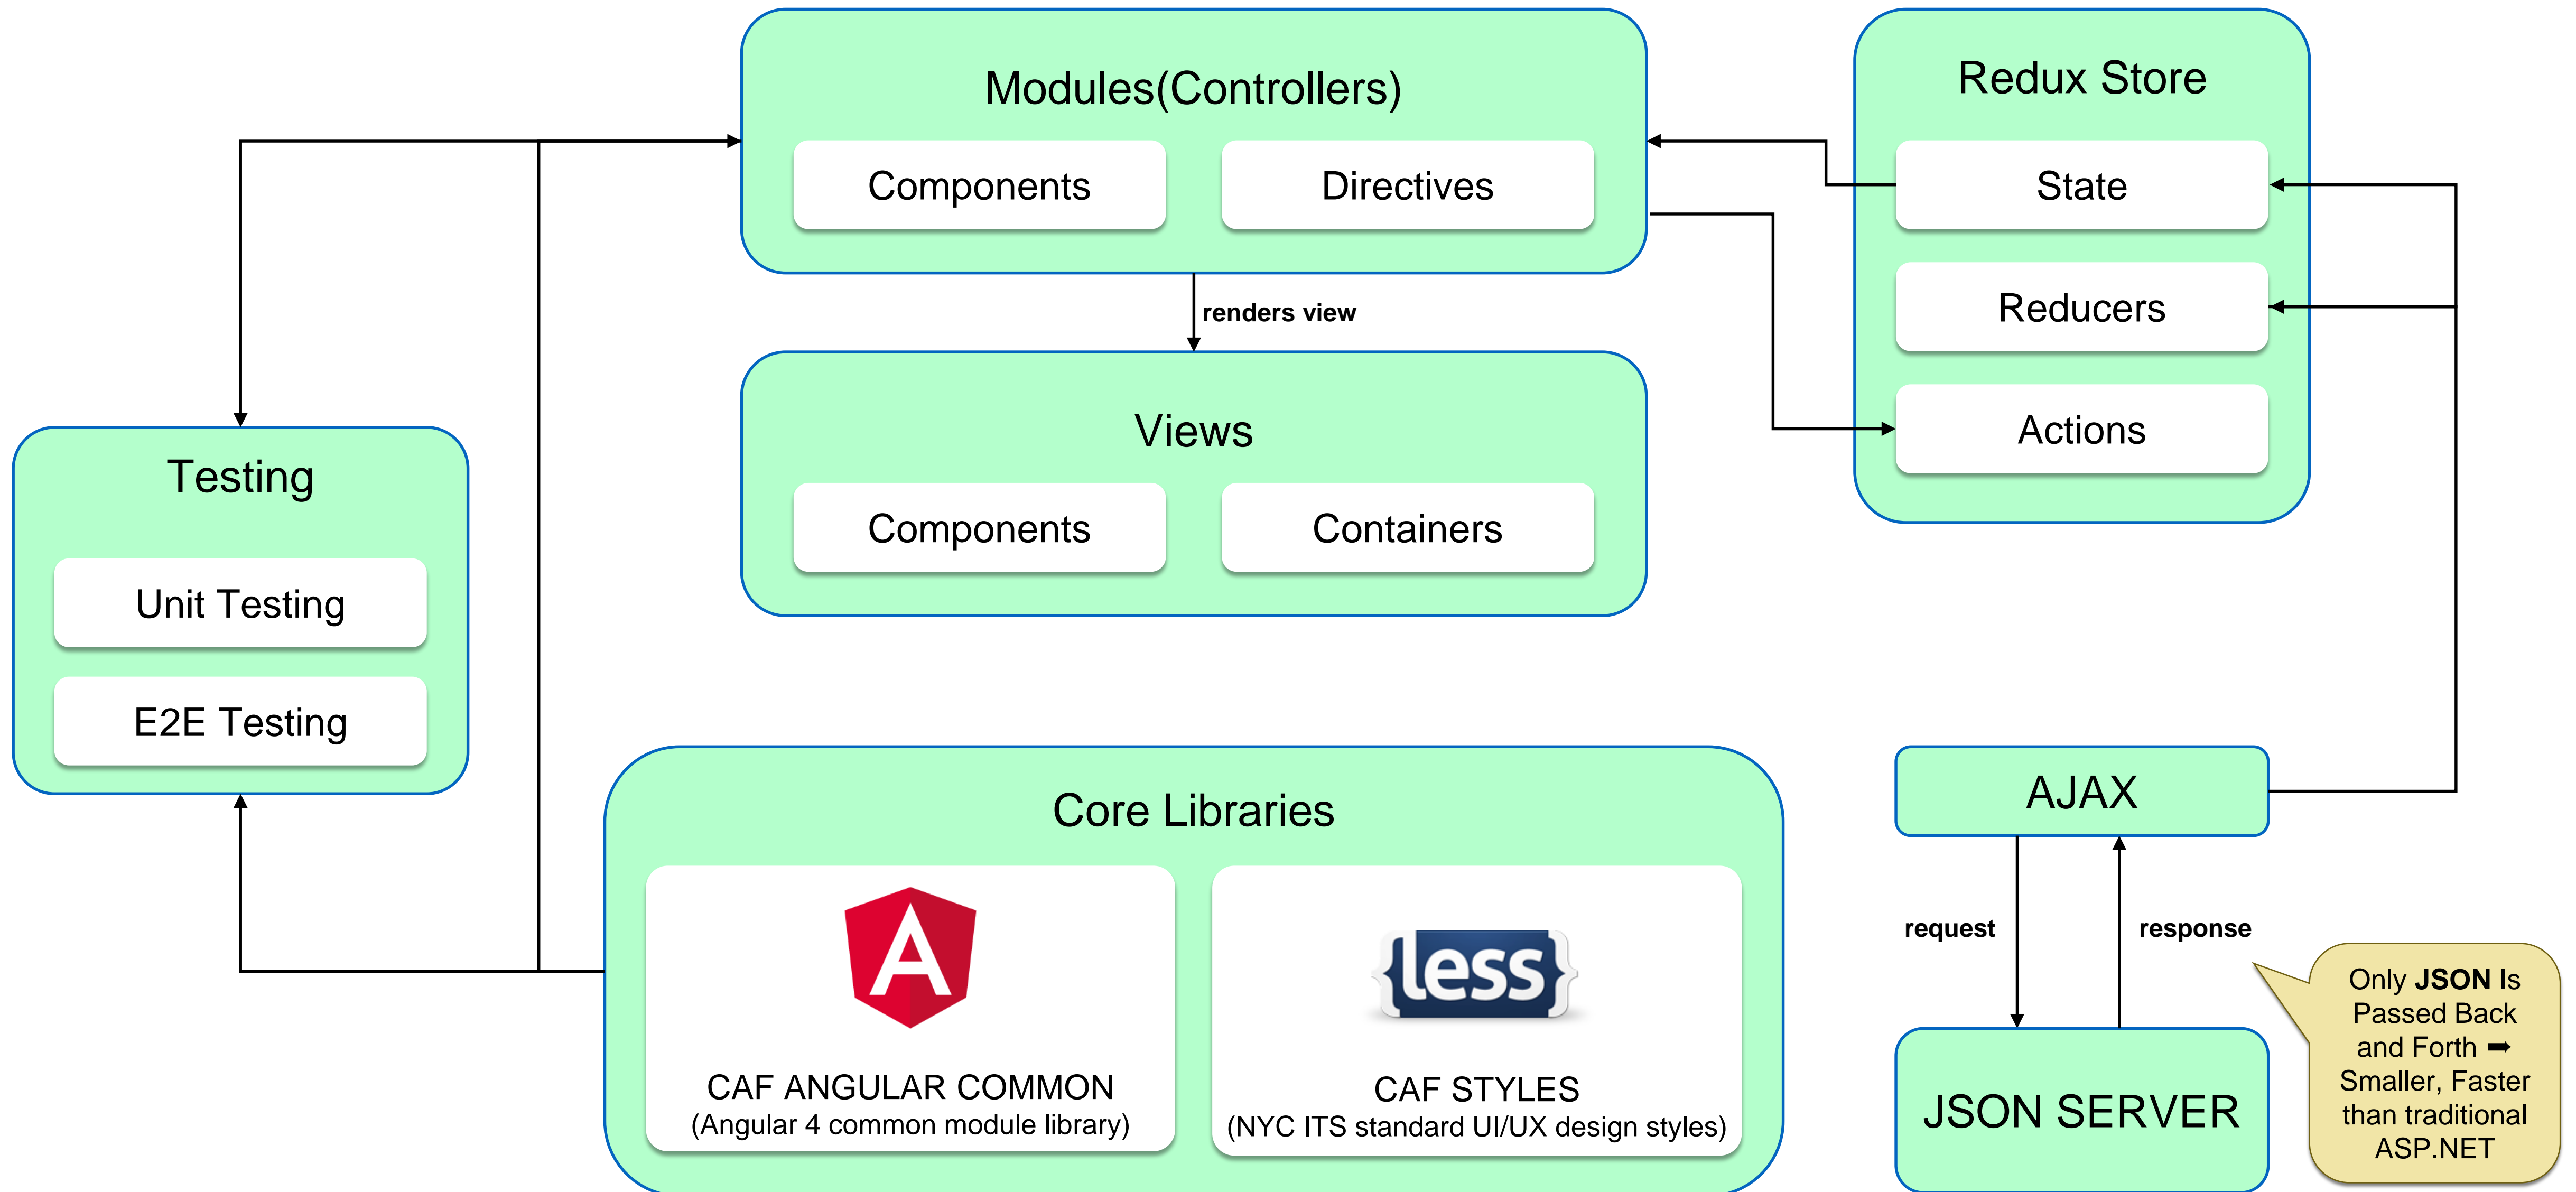 Modules(Controllers)
Components
Directives
Redux Store
State
Reducers
Actions
renders view
Views
Components
Containers
Testing
Unit Testing
E2E Testing
Core Libraries
A
CAF ANGULAR COMMON
(Angular 4 common module library)
{less}
CAF STYLES
(NYC ITS standard UI/UX design styles)
AJAX
request
response
JSON SERVER
Only JSON Is
Passed Back
and Forth ➡
Smaller, Faster
than traditional
ASP.NET